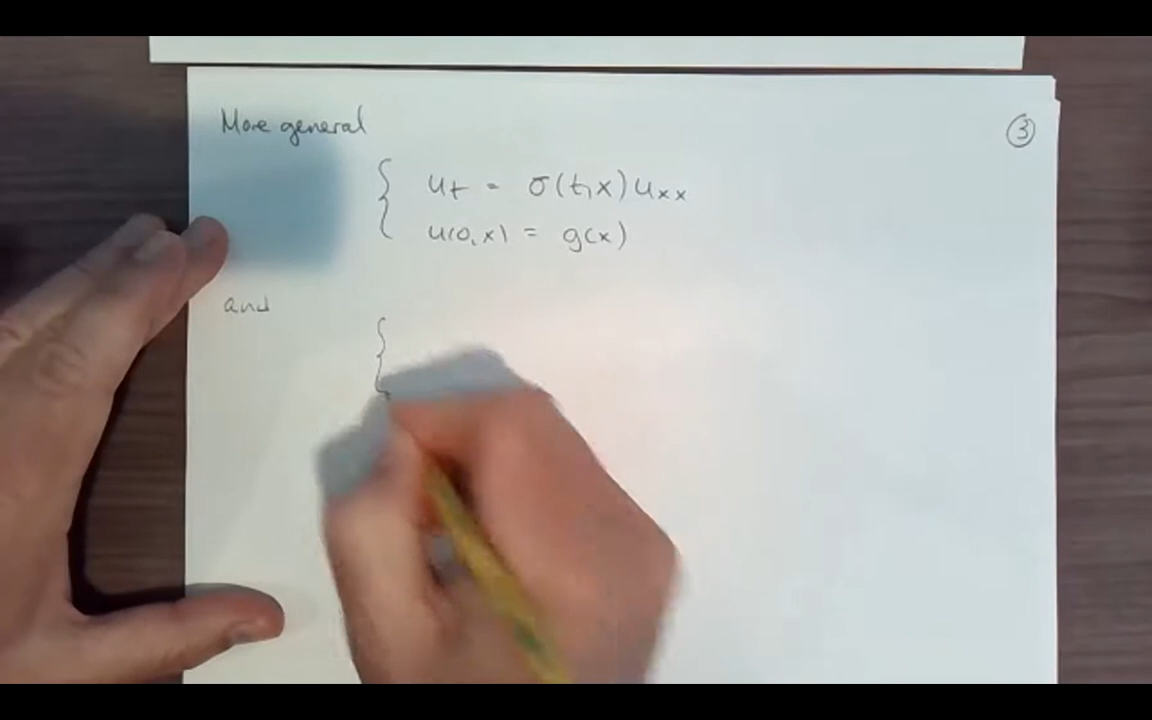 More general
③
{ u_t = σ(t,x) u_xx
u(0,x) = g(x)
and
{